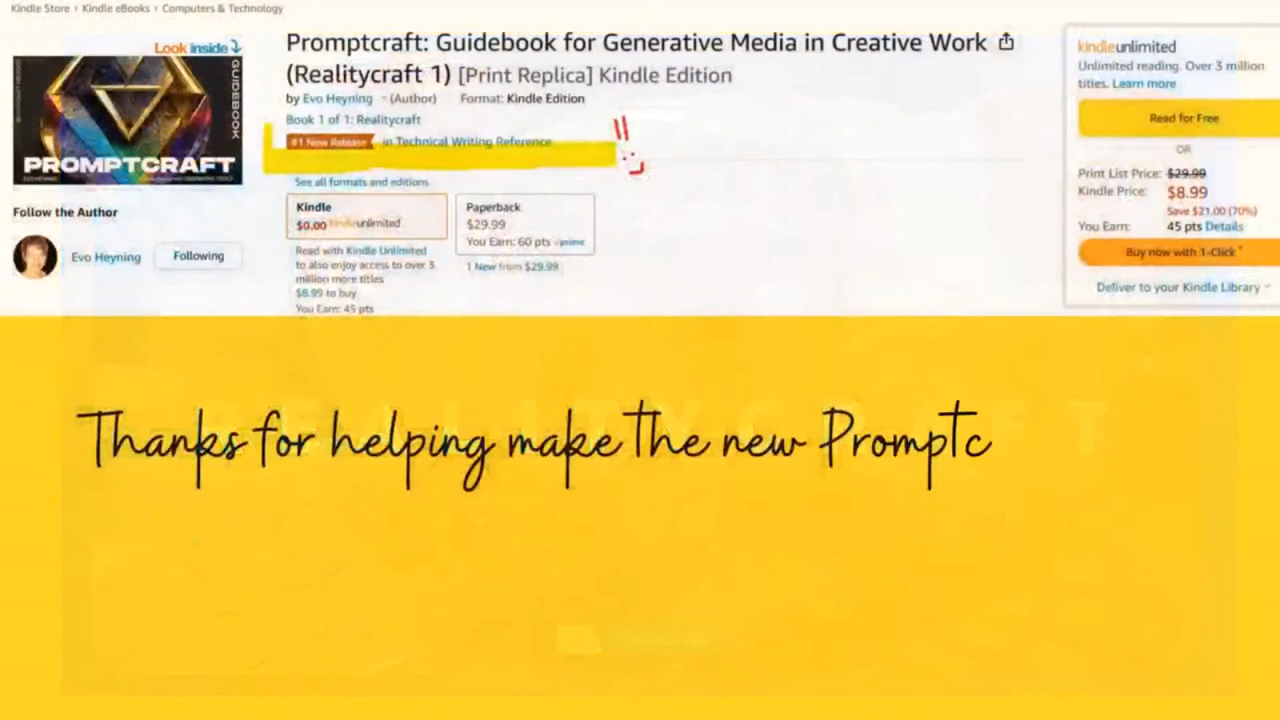 Kindle Store › Kindle eBooks › Computers & Technology
Look inside
GUIDEBOOK
PROMPTCRAFT
Follow the Author
Evo Heyning
Following
Promptcraft: Guidebook for Generative Media in Creative Work
(Realitycraft 1) [Print Replica] Kindle Edition
by Evo Heyning (Author) Format: Kindle Edition
Book 1 of 1: Realitycraft
#1 New Release in Technical Writing Reference
See all formats and editions
Kindle
$0.00 kindleunlimited
Read with Kindle Unlimited
to also enjoy access to over 3
million more titles
$8.99 to buy
You Earn: 45 pts
Paperback
$29.99
You Earn: 60 pts prime
1 New from $29.99
kindleunlimited
Unlimited reading. Over 3 million
titles. Learn more
Read for Free
OR
Print List Price: $29.99
Kindle Price: $8.99
Save $21.00 (70%)
You Earn: 45 pts Details
Buy now with 1-Click
Deliver to your Kindle Library
Thanks for helping make the new Promptc
REALITYCRAFT